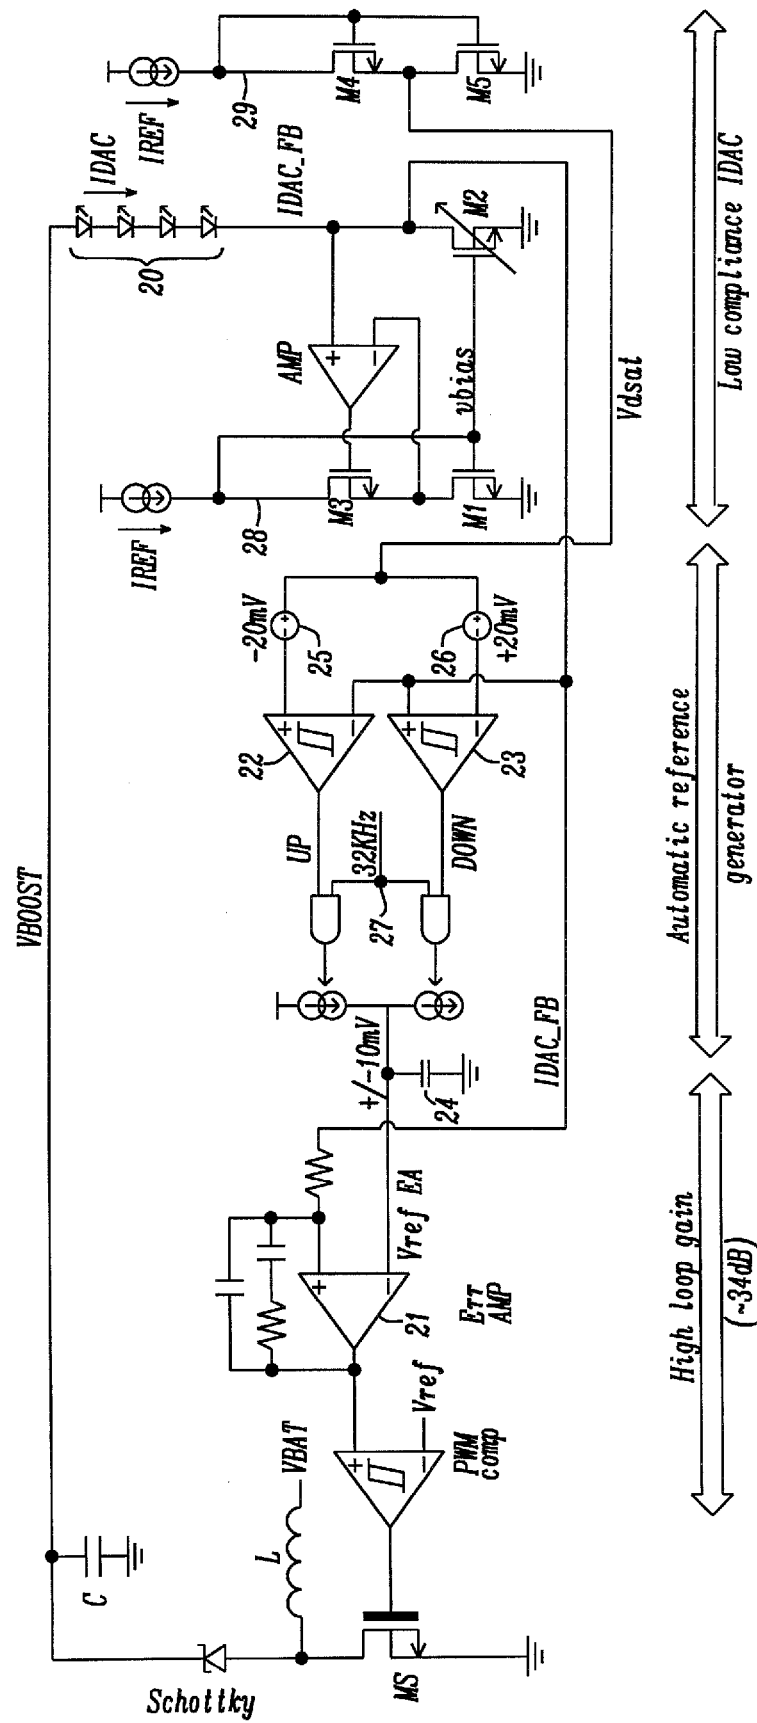 VBOOST
Schottky
C
L
VBAT
MS
PWM
comp
Vref
Err
AMP
21
Vref EA
+/-10mV
24
IDAC_FB
UP
DOWN
32KHz
27
22
23
-20mV
25
26
+20mV
IREF
28
M3
M1
vbias
AMP
Vdsat
20
IDAC
IDAC_FB
M2
IREF
29
M4
M5
High loop gain
(~34dB)
Automatic reference
generator
Low compliance IDAC